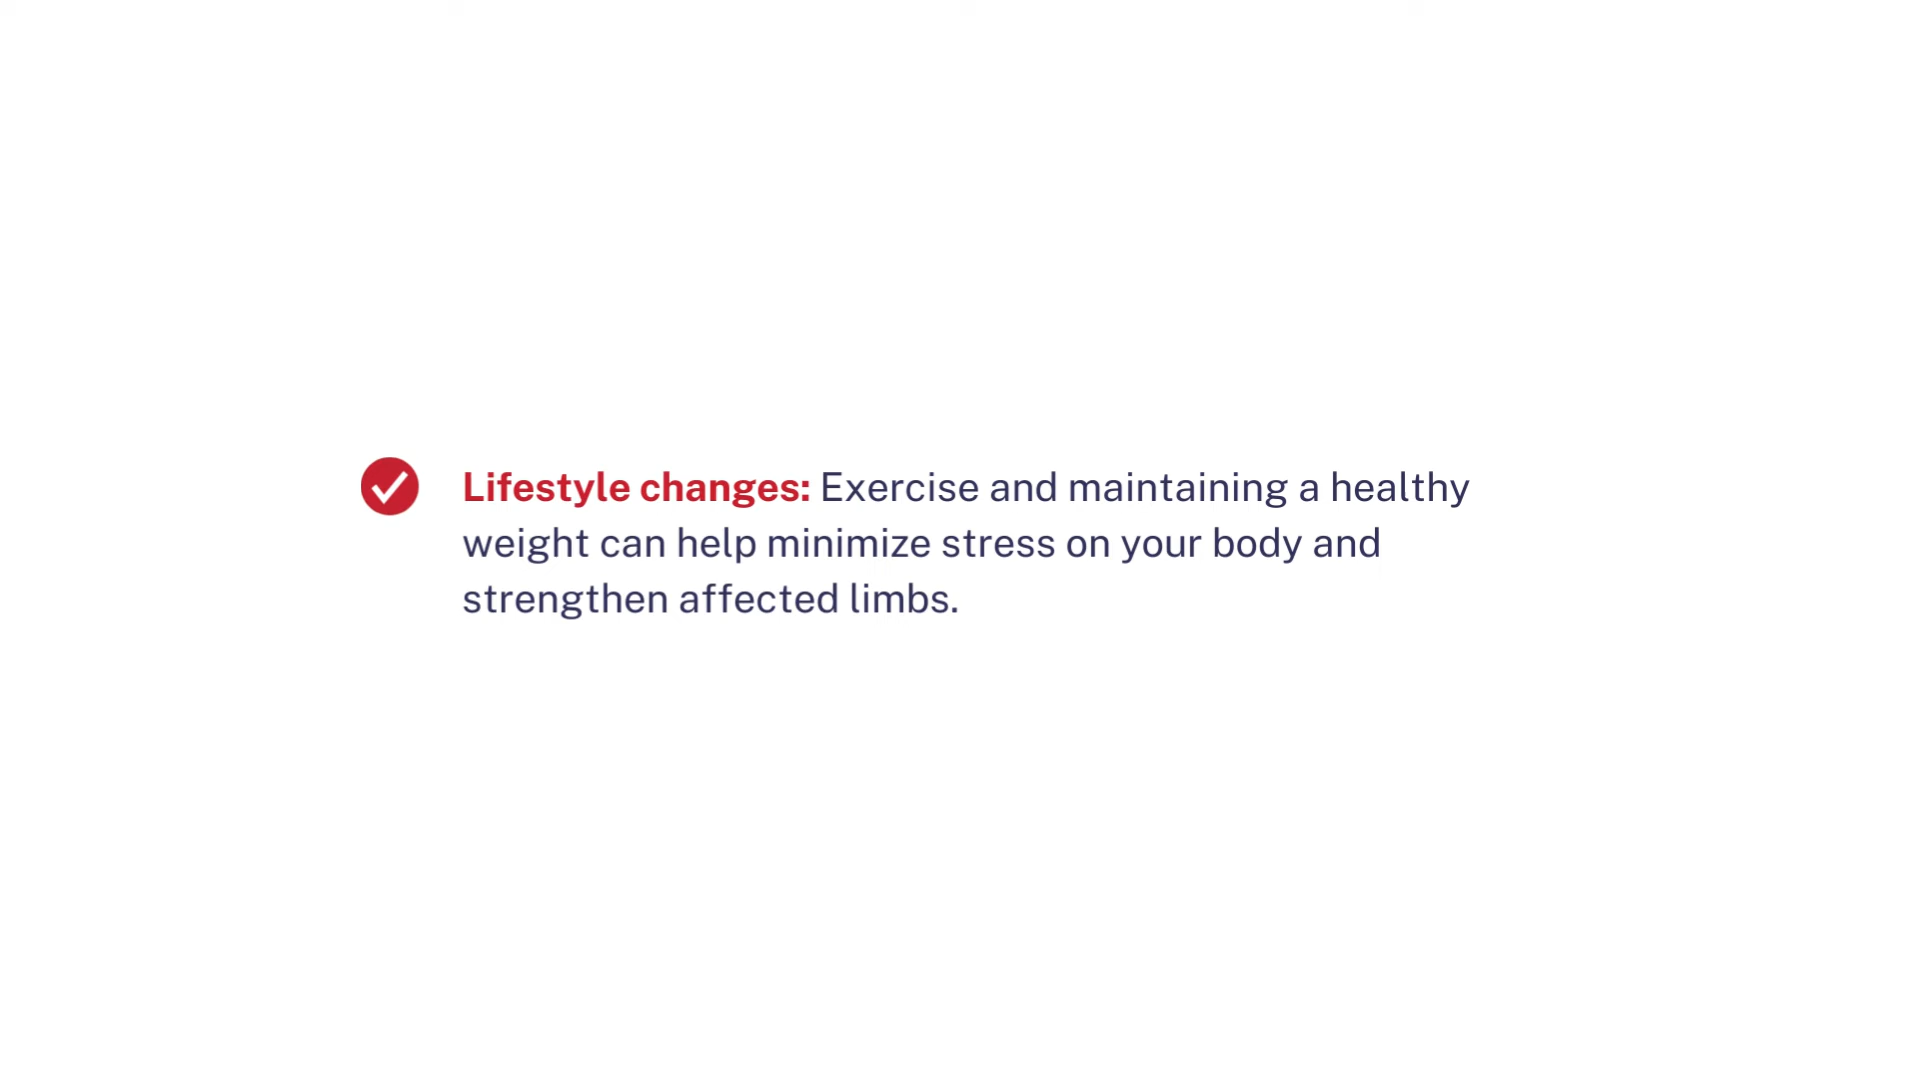 Lifestyle changes: Exercise and maintaining a healthy
weight can help minimize stress on your body and
strengthen affected limbs.